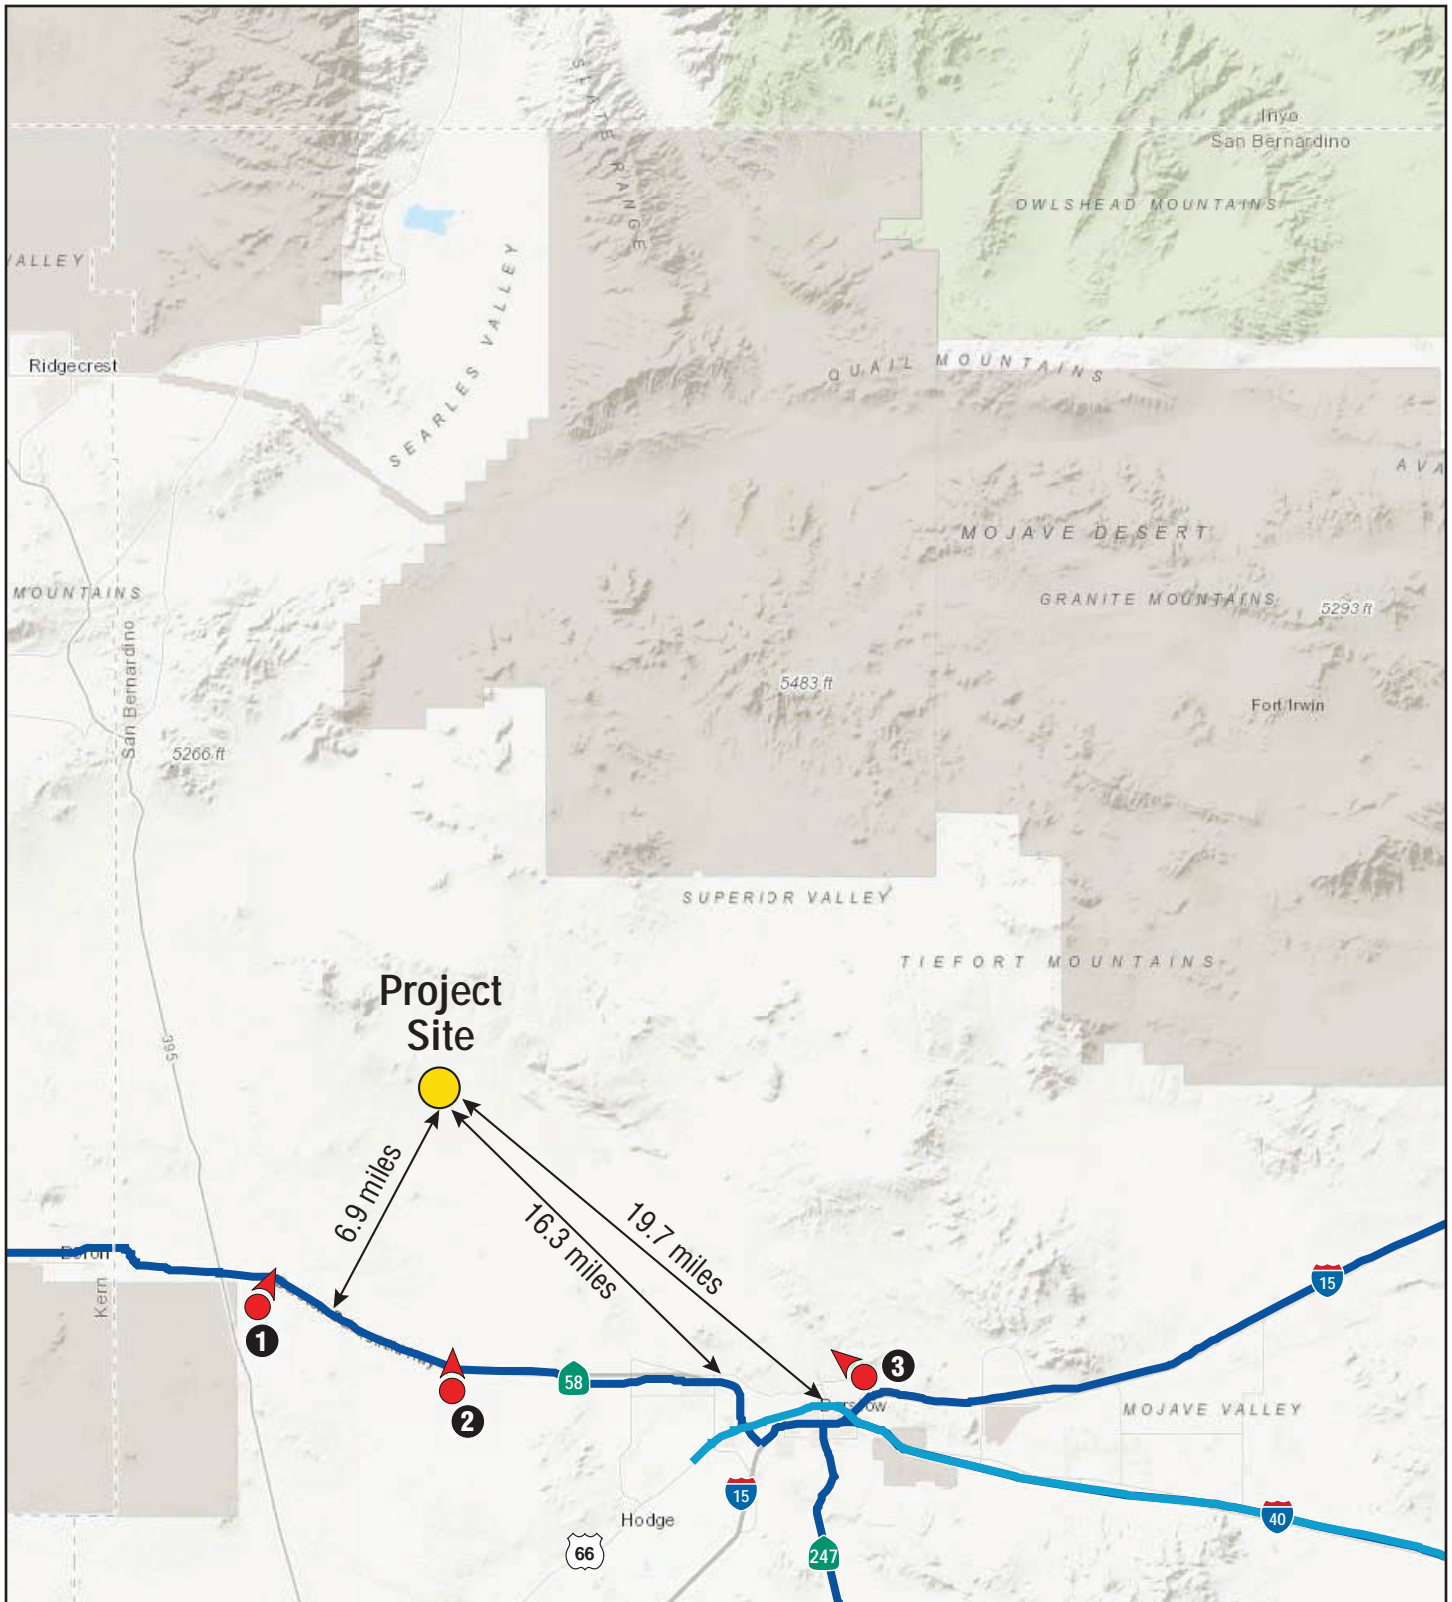 SLATE RANGE
Inyo
San Bernardino
OWLSHEAD MOUNTAINS
VALLEY
SEARLES VALLEY
Ridgecrest
QUAIL MOUNTAINS
AVA
MOJAVE DESERT
MOUNTAINS
GRANITE MOUNTAINS
5293 ft
San Bernardino
5483 ft
Fort Irwin
5266 ft
SUPERIOR VALLEY
TIEFORT MOUNTAINS
Project
Site
395
6.9 miles
16.3 miles
19.7 miles
Boron
Kern
15
1
58
3
2
Barstow
MOJAVE VALLEY
15
Hodge
40
66
247